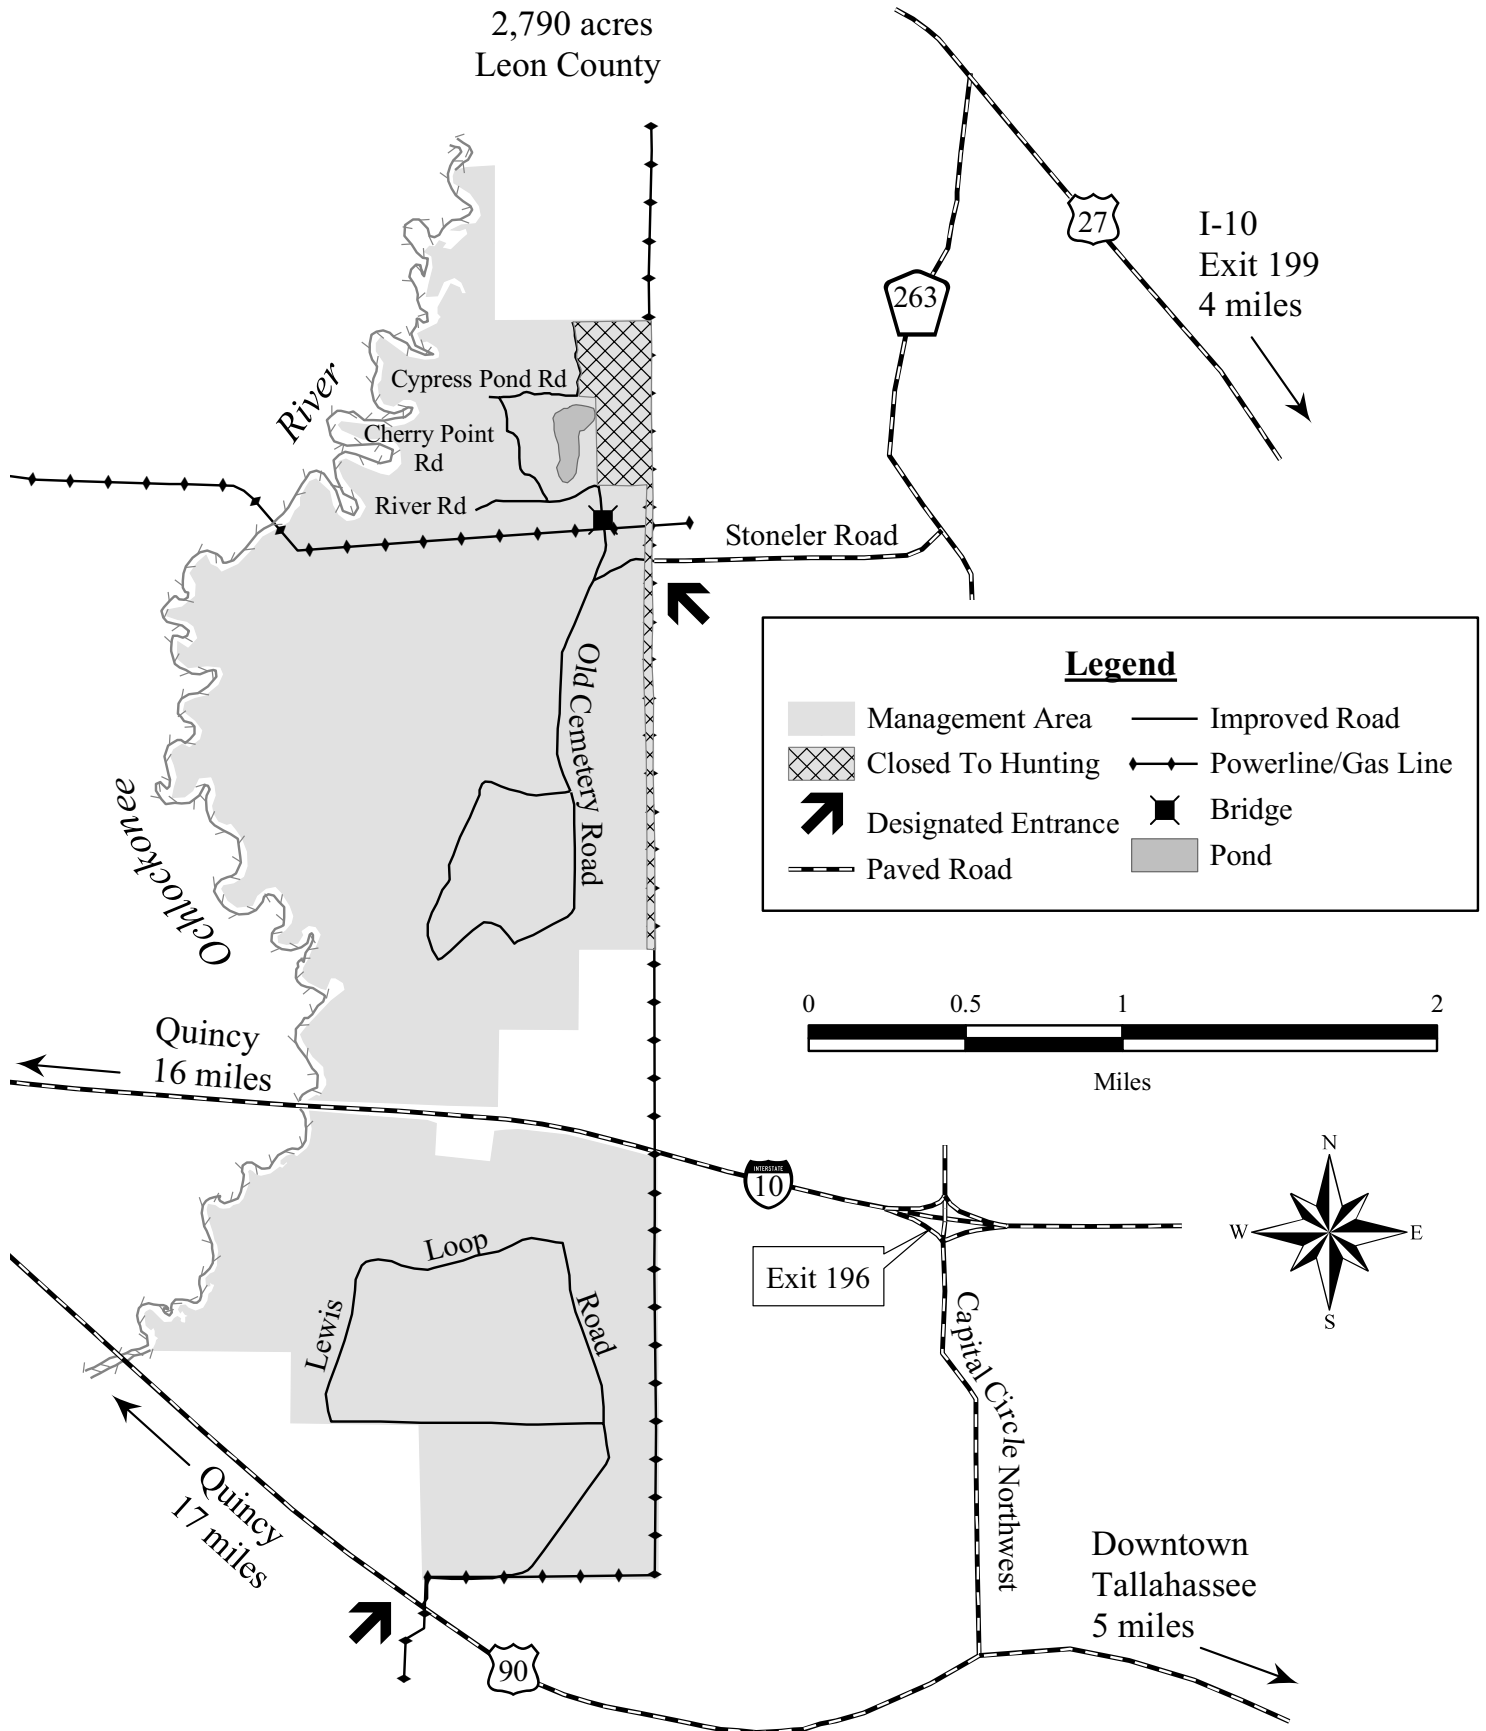 2,790 acres
Leon County
27
I-10
Exit 199
4 miles
263
River
Cypress Pond Rd
Cherry Point
Rd
River Rd
Stoneler Road
Old Cemetery Road
Legend
Management Area
Closed To Hunting
Designated Entrance
Paved Road
Improved Road
Powerline/Gas Line
Bridge
Pond
Ochlockonee
0 0.5 1 2
Miles
Quincy
16 miles
INTERSTATE
10
Exit 196
N
W E
S
Lewis Loop Road
Capital Circle Northwest
Quincy
17 miles
Downtown
Tallahassee
5 miles
90